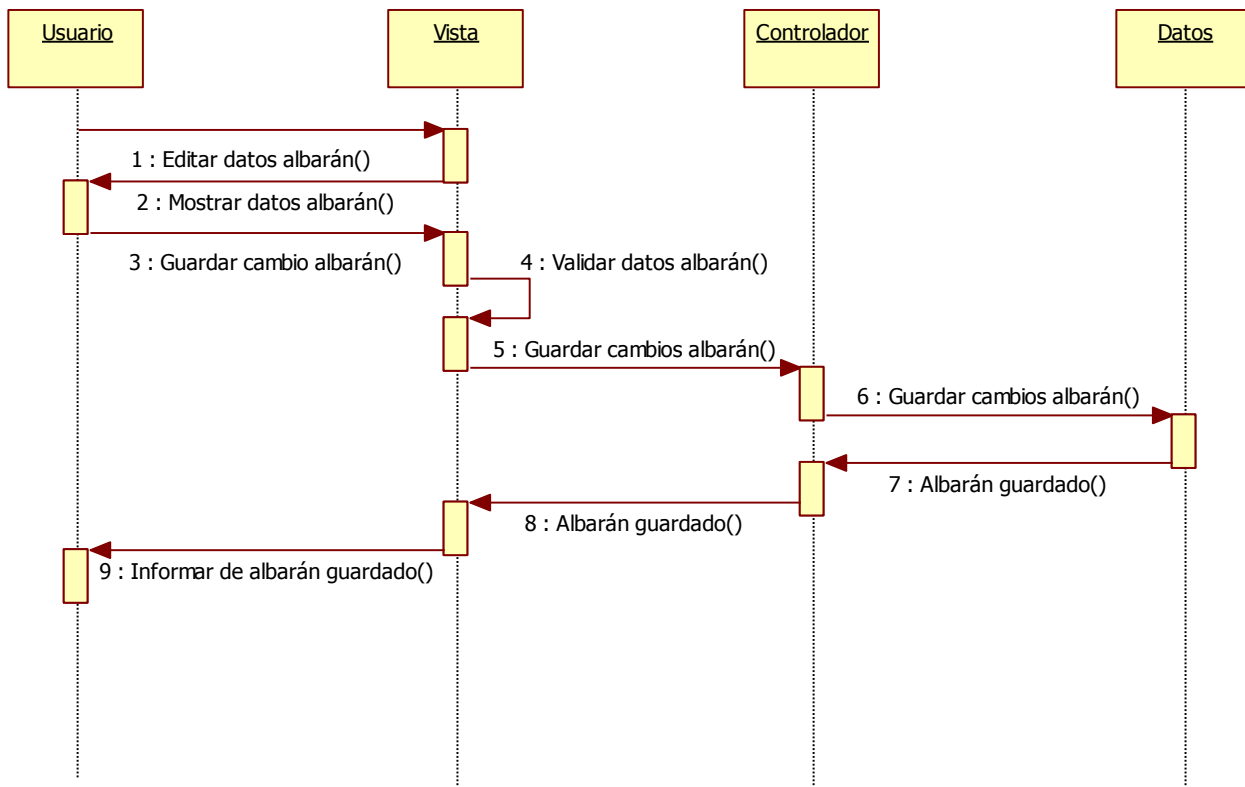 Usuario
Vista
Controlador
Datos
1 : Editar datos albarán()
2 : Mostrar datos albarán()
3 : Guardar cambio albarán()
4 : Validar datos albarán()
5 : Guardar cambios albarán()
6 : Guardar cambios albarán()
7 : Albarán guardado()
8 : Albarán guardado()
9 : Informar de albarán guardado()